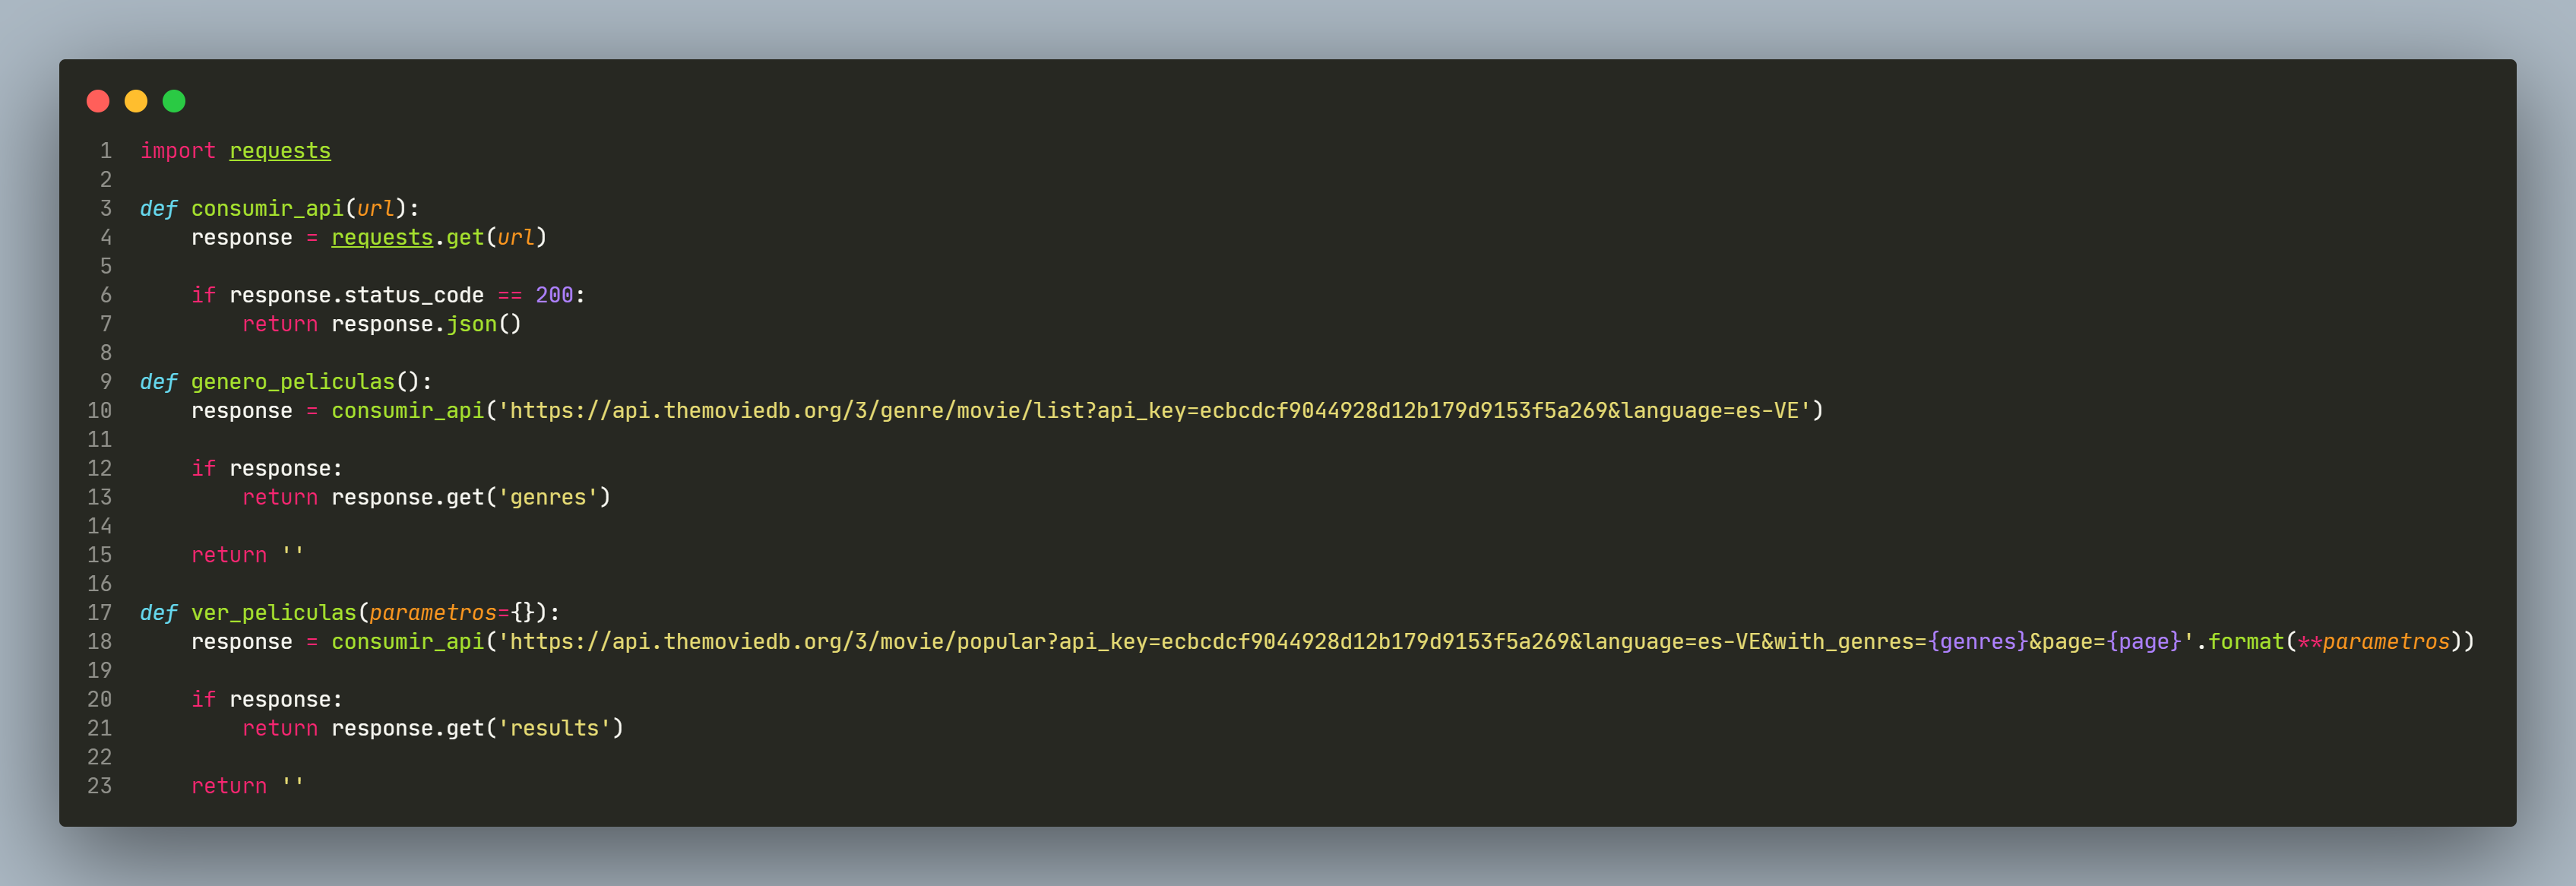 1 import requests
2
3 def consumir_api(url):
4     response = requests.get(url)
5
6     if response.status_code == 200:
7         return response.json()
8
9 def genero_peliculas():
10     response = consumir_api('https://api.themoviedb.org/3/genre/movie/list?api_key=ecbcdcf9044928d12b179d9153f5a269&language=es-VE')
11
12     if response:
13         return response.get('genres')
14
15     return ''
16
17 def ver_peliculas(parametros={}):
18     response = consumir_api('https://api.themoviedb.org/3/movie/popular?api_key=ecbcdcf9044928d12b179d9153f5a269&language=es-VE&with_genres={genres}&page={page}'.format(**parametros))
19
20     if response:
21         return response.get('results')
22
23     return ''